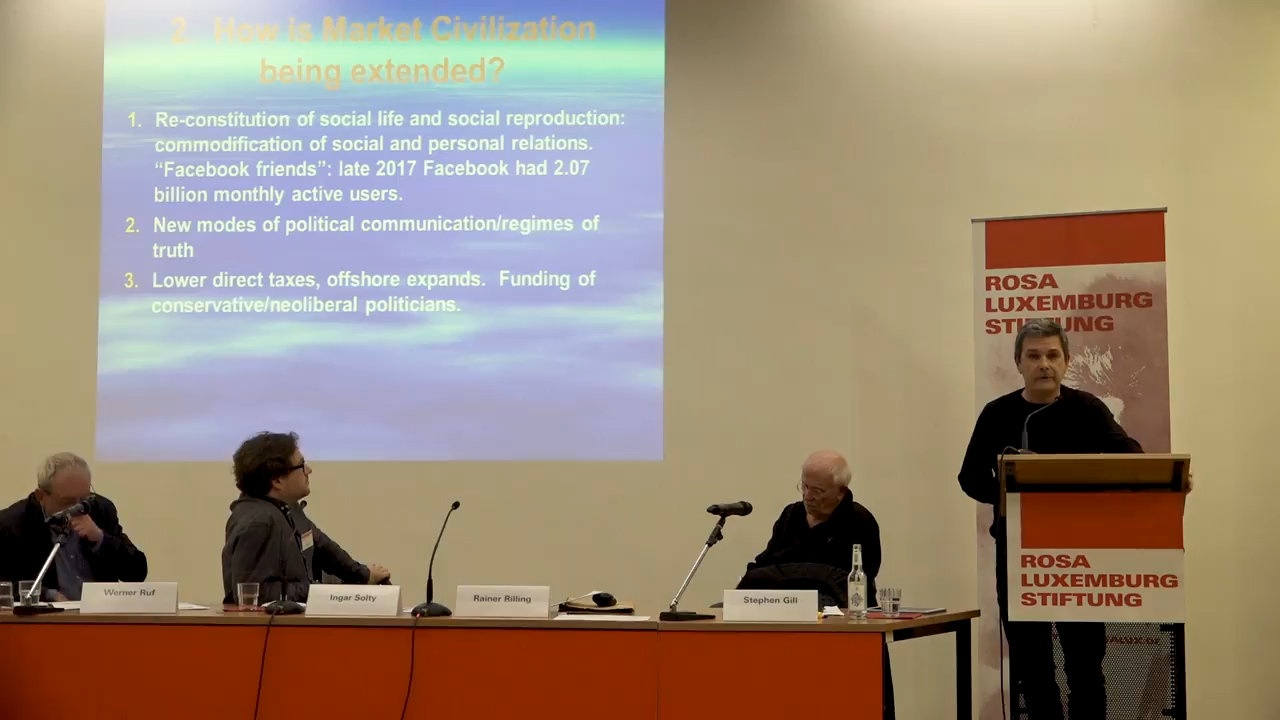 2. How is Market Civilization
being extended?
1. Re-constitution of social life and social reproduction:
commodification of social and personal relations.
“Facebook friends”: late 2017 Facebook had 2.07
billion monthly active users.
2. New modes of political communication/regimes of
truth
3. Lower direct taxes, offshore expands. Funding of
conservative/neoliberal politicians.
ROSA
LUXEMBURG
STIFTUNG
Werner Ruf
Ingar Solty
Rainer Rilling
Stephen Gill
ROSA
LUXEMBURG
STIFTUNG